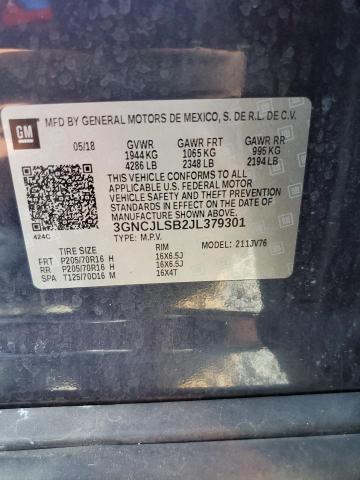 GM
MFD BY GENERAL MOTORS DE MEXICO, S. DE R.L. DE C.V.
05/18 GVWR GAWR FRT GAWR RR
1944 KG 1065 KG 995 KG
4286 LB 2348 LB 2194 LB
THIS VEHICLE CONFORMS TO ALL APPLICABLE
U.S. FEDERAL MOTOR
VEHICLE SAFETY AND THEFT PREVENTION
STANDARDS IN EFFECT ON THE DATE OF
MANUFACTURE SHOWN ABOVE.
424C 3GNCJLSB2JL379301
TYPE: M.P.V. MODEL: 211JV76
TIRE SIZE RIM
FRT P205/70R16 H 16X6.5J
RR P205/70R16 H 16X6.5J
SPA T125/70D16 M 16X4T